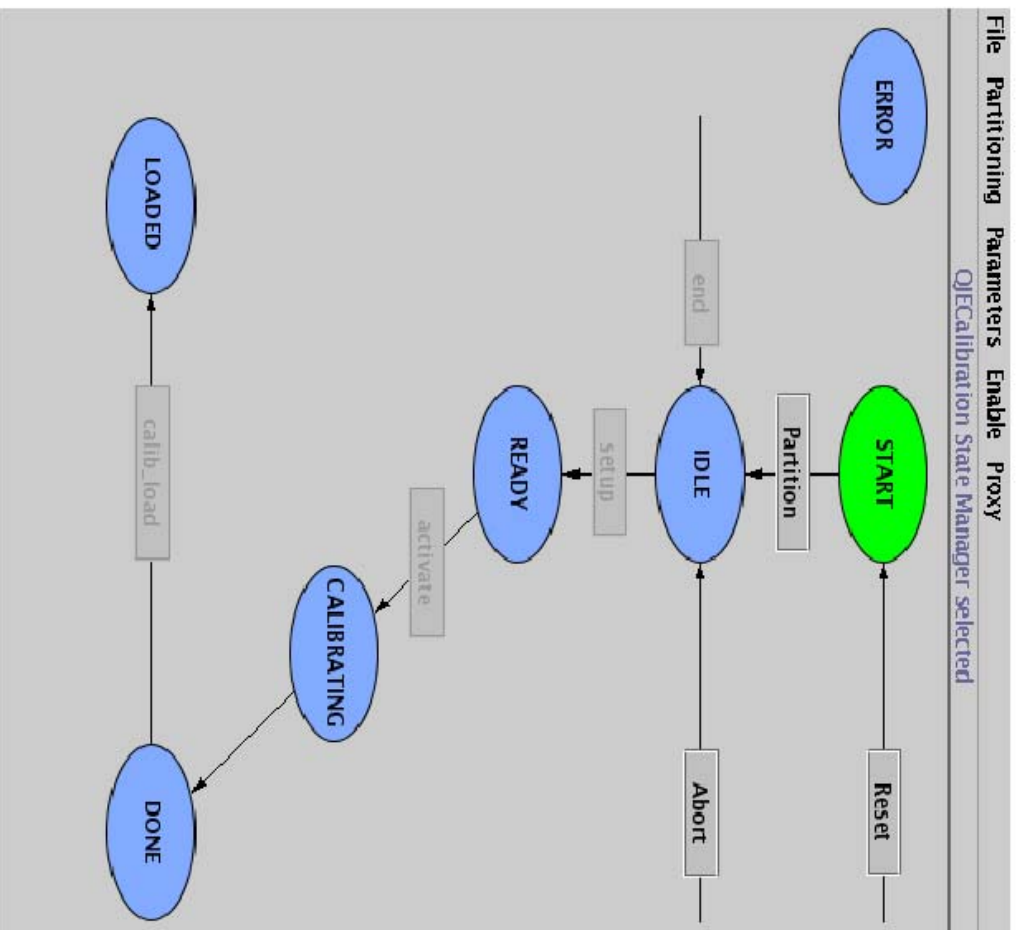 File Partitioning Parameters Enable Proxy
QJECalibration State Manager selected
ERROR
START
Reset
Partition
end
IDLE
Abort
setup
READY
activate
CALIBRATING
LOADED
calib_load
DONE